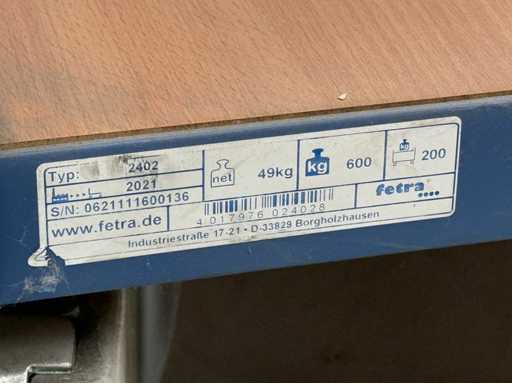 Typ: 2402
2021
S/N: 0621111600136
www.fetra.de
net 49kg
kg 600
kg 200
4 017976 024028
fetra
Industriestraße 17-21 • D-33829 Borgholzhausen